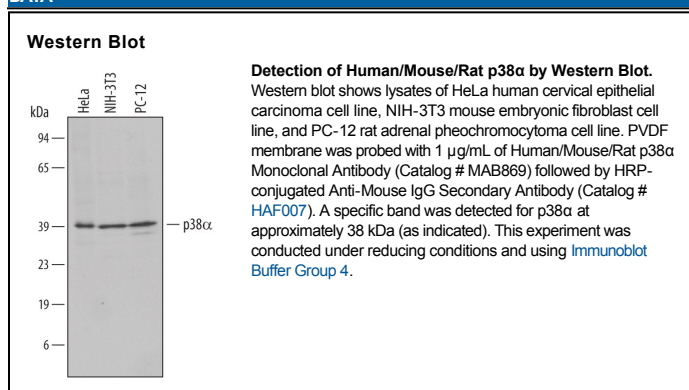 DATA
Western Blot
HeLa
NIH-3T3
PC-12
kDa
94
65
39
23
19
6
p38α
Detection of Human/Mouse/Rat p38α by Western Blot.
Western blot shows lysates of HeLa human cervical epithelial
carcinoma cell line, NIH-3T3 mouse embryonic fibroblast cell
line, and PC-12 rat adrenal pheochromocytoma cell line. PVDF
membrane was probed with 1 µg/mL of Human/Mouse/Rat p38α
Monoclonal Antibody (Catalog # MAB869) followed by HRP-
conjugated Anti-Mouse IgG Secondary Antibody (Catalog #
HAF007). A specific band was detected for p38α at
approximately 38 kDa (as indicated). This experiment was
conducted under reducing conditions and using Immunoblot
Buffer Group 4.